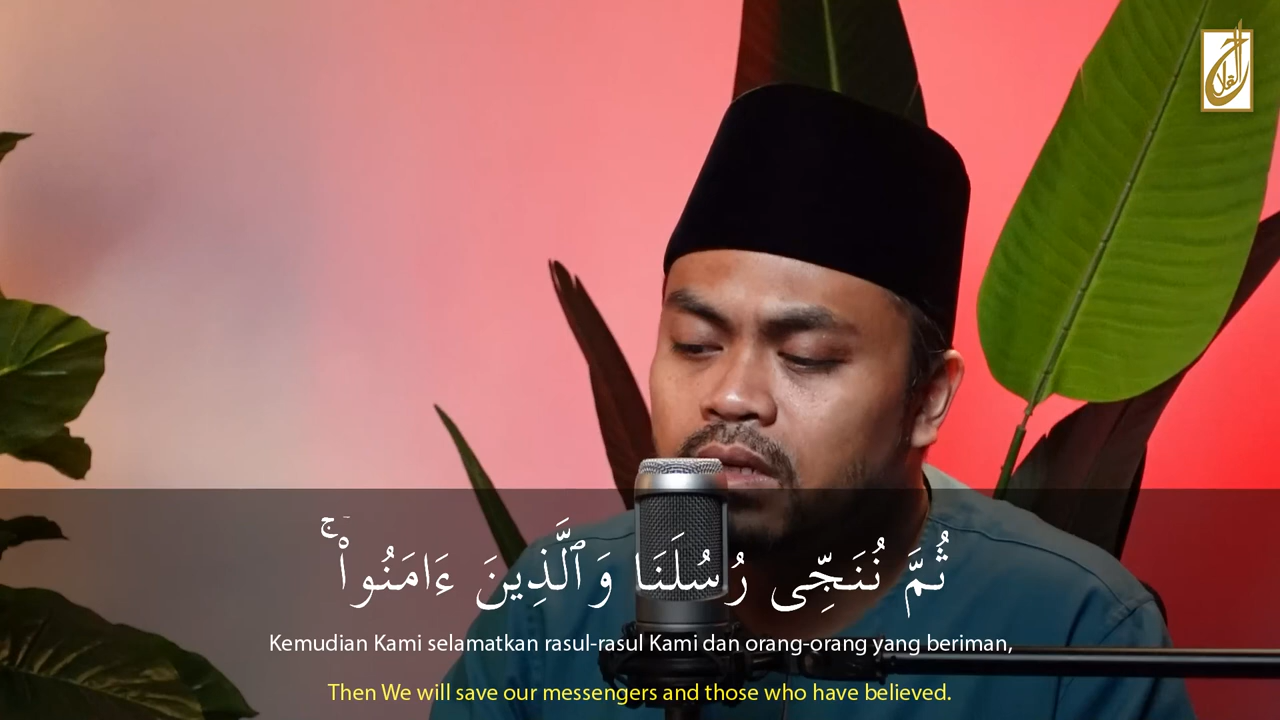 ثُمَّ نُنَجِّى رُسُلَنَا وَٱلَّذِينَ ءَامَنُوا۟ ۚ
Kemudian Kami selamatkan rasul-rasul Kami dan orang-orang yang beriman,
Then We will save our messengers and those who have believed.